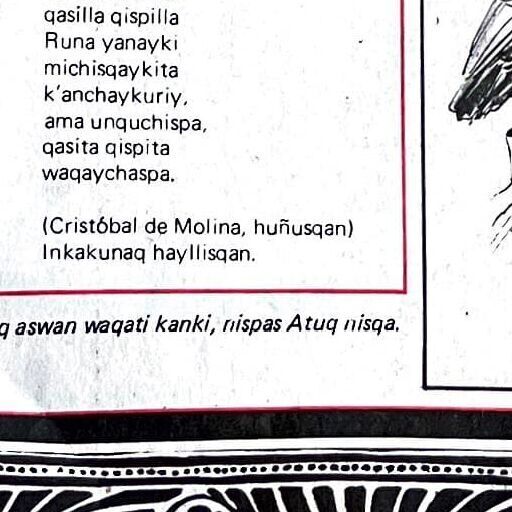 qasilla qispilla
Runa yanayki
michisqaykita
k'anchaykuriy,
ama unquchispa,
qasita qispita
waqaychaspa.
(Cristóbal de Molina, huñusqan)
Inkakunaq hayllisqan.
q aswan waqati kanki, nispas Atuq nisqa.